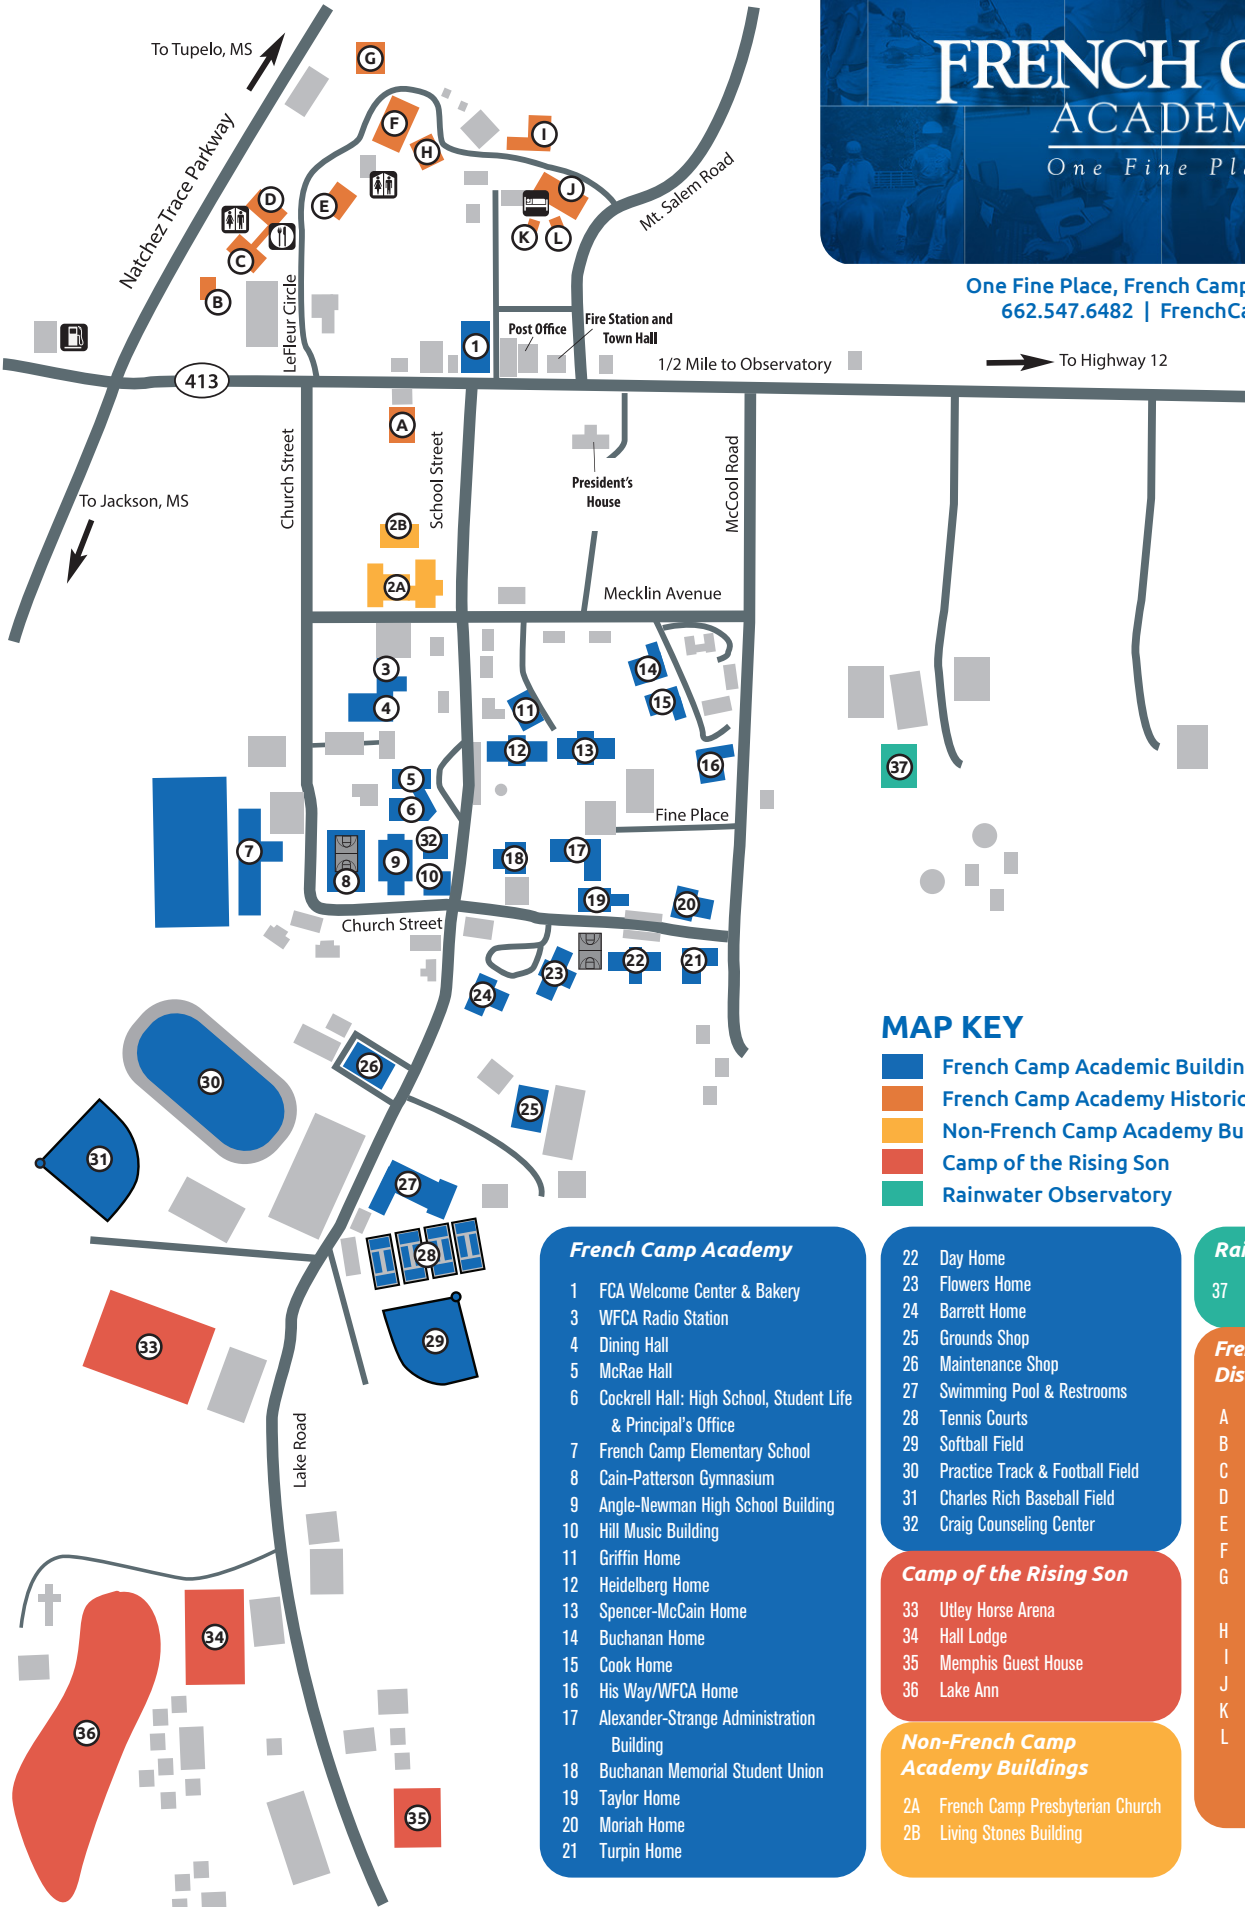 To Tupelo, MS
Natchez Trace Parkway
G
F
H
I
D
E
J
C
K
L
B
Mt. Salem Road
LeFleur Circle
FRENCH C
ACADEM
One Fine Pla
One Fine Place, French Camp
662.547.6482 | FrenchCa
1
Post Office
Fire Station and
Town Hall
1/2 Mile to Observatory
To Highway 12
413
A
Church Street
School Street
President's
House
McCool Road
To Jackson, MS
2B
2A
Mecklin Avenue
3
4
14
15
11
12
13
16
37
5
6
Fine Place
32
7
8
9
10
18
17
19
20
Church Street
23
22
21
24
26
30
25
31
27
28
29
33
Lake Road
34
36
35
MAP KEY
French Camp Academic Buildin
French Camp Academy Historic
Non-French Camp Academy Bu
Camp of the Rising Son
Rainwater Observatory
French Camp Academy
1 FCA Welcome Center & Bakery
3 WFCA Radio Station
4 Dining Hall
5 McRae Hall
6 Cockrell Hall: High School, Student Life
& Principal's Office
7 French Camp Elementary School
8 Cain-Patterson Gymnasium
9 Angle-Newman High School Building
10 Hill Music Building
11 Griffin Home
12 Heidelberg Home
13 Spencer-McCain Home
14 Buchanan Home
15 Cook Home
16 His Way/WFCA Home
17 Alexander-Strange Administration
Building
18 Buchanan Memorial Student Union
19 Taylor Home
20 Moriah Home
21 Turpin Home
22 Day Home
23 Flowers Home
24 Barrett Home
25 Grounds Shop
26 Maintenance Shop
27 Swimming Pool & Restrooms
28 Tennis Courts
29 Softball Field
30 Practice Track & Football Field
31 Charles Rich Baseball Field
32 Craig Counseling Center
Camp of the Rising Son
33 Utley Horse Arena
34 Hall Lodge
35 Memphis Guest House
36 Lake Ann
Non-French Camp
Academy Buildings
2A French Camp Presbyterian Church
2B Living Stones Building
Rai
37
Fre
Dis
A
B
C
D
E
F
G
H
I
J
K
L